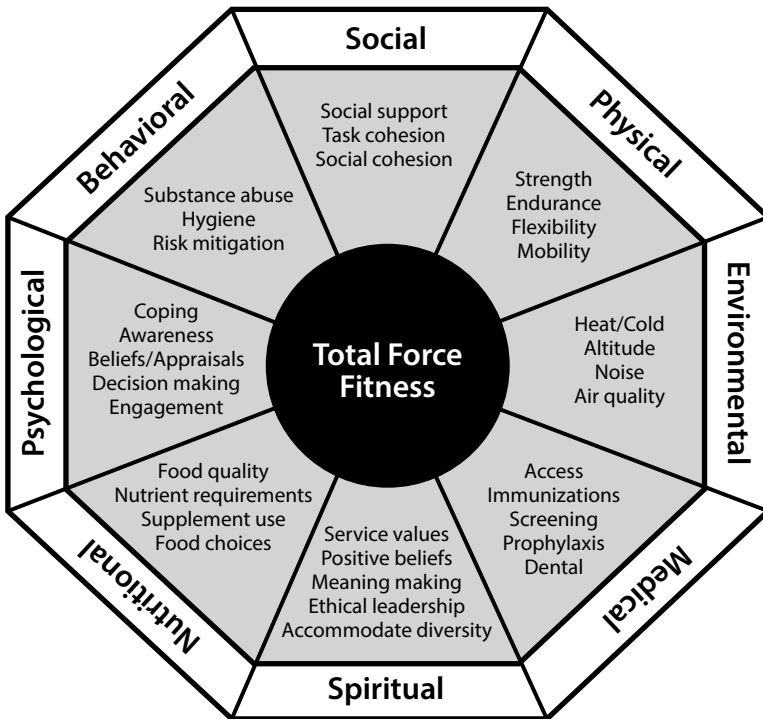 Social
Social support
Task cohesion
Social cohesion
Physical
Strength
Endurance
Flexibility
Mobility
Environmental
Heat/Cold
Altitude
Noise
Air quality
Medical
Access
Immunizations
Screening
Prophylaxis
Dental
Spiritual
Service values
Positive beliefs
Meaning making
Ethical leadership
Accommodate diversity
Nutritional
Food quality
Nutrient requirements
Supplement use
Food choices
Psychological
Coping
Awareness
Beliefs/Appraisals
Decision making
Engagement
Behavioral
Substance abuse
Hygiene
Risk mitigation
Total Force
Fitness